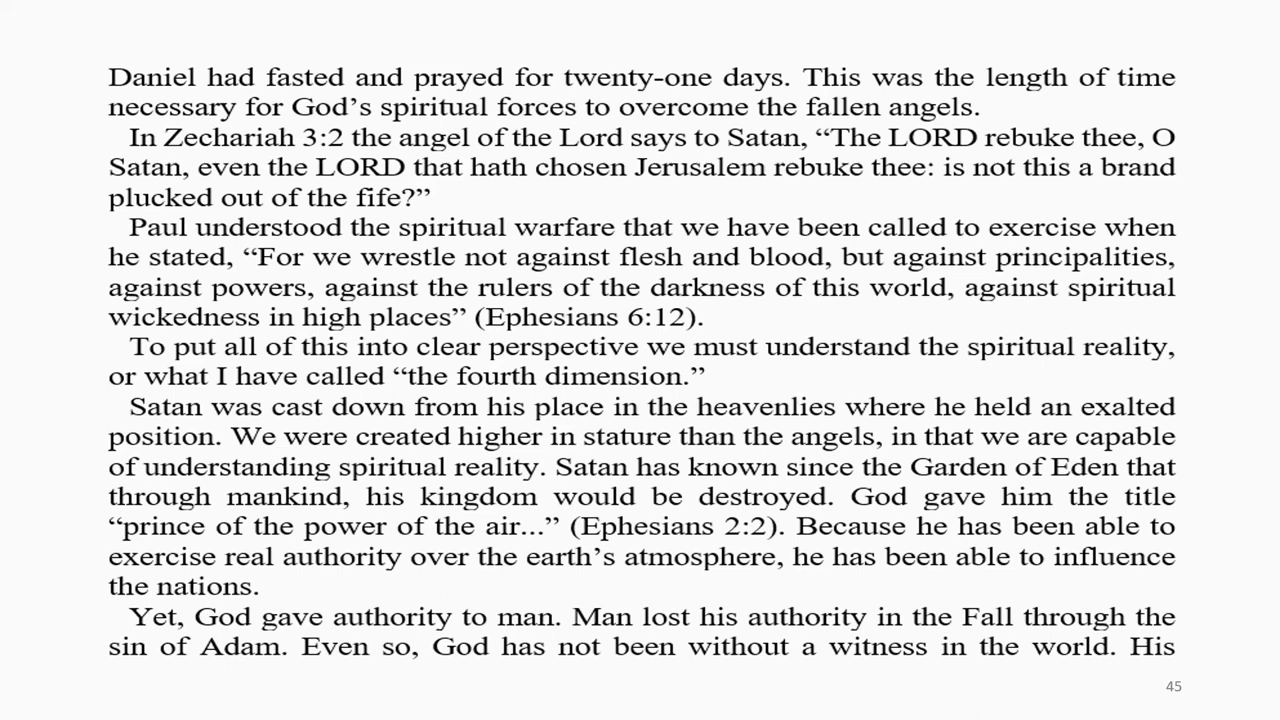 Daniel had fasted and prayed for twenty-one days. This was the length of time
necessary for God’s spiritual forces to overcome the fallen angels.
In Zechariah 3:2 the angel of the Lord says to Satan, “The LORD rebuke thee, O
Satan, even the LORD that hath chosen Jerusalem rebuke thee: is not this a brand
plucked out of the fife?”
Paul understood the spiritual warfare that we have been called to exercise when
he stated, “For we wrestle not against flesh and blood, but against principalities,
against powers, against the rulers of the darkness of this world, against spiritual
wickedness in high places” (Ephesians 6:12).
To put all of this into clear perspective we must understand the spiritual reality,
or what I have called “the fourth dimension.”
Satan was cast down from his place in the heavenlies where he held an exalted
position. We were created higher in stature than the angels, in that we are capable
of understanding spiritual reality. Satan has known since the Garden of Eden that
through mankind, his kingdom would be destroyed. God gave him the title
“prince of the power of the air...” (Ephesians 2:2). Because he has been able to
exercise real authority over the earth’s atmosphere, he has been able to influence
the nations.
Yet, God gave authority to man. Man lost his authority in the Fall through the
sin of Adam. Even so, God has not been without a witness in the world. His
45